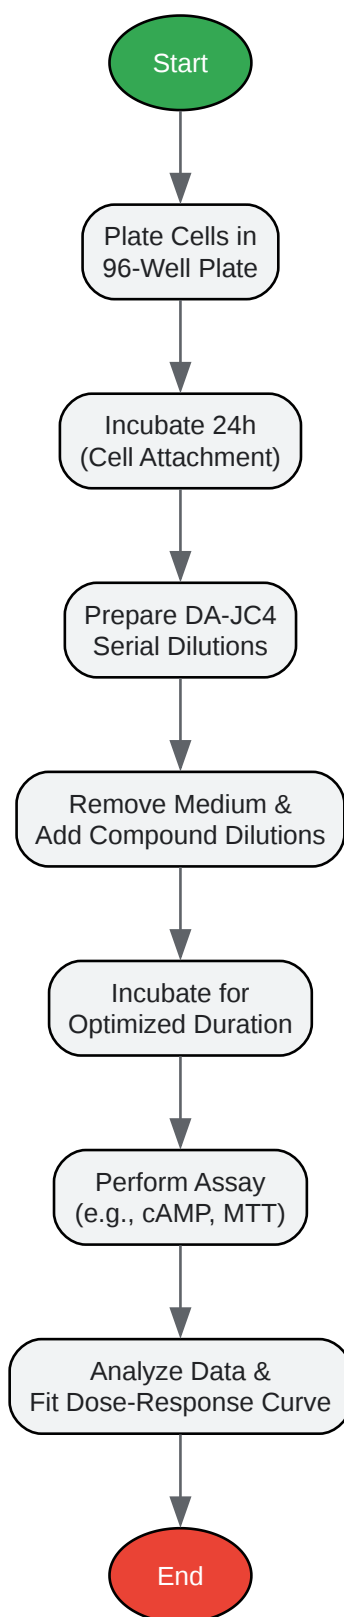 Start
Plate Cells in
96-Well Plate
Incubate 24h
(Cell Attachment)
Prepare DA-JC4
Serial Dilutions
Remove Medium &
Add Compound Dilutions
Incubate for
Optimized Duration
Perform Assay
(e.g., cAMP, MTT)
Analyze Data &
Fit Dose-Response Curve
End